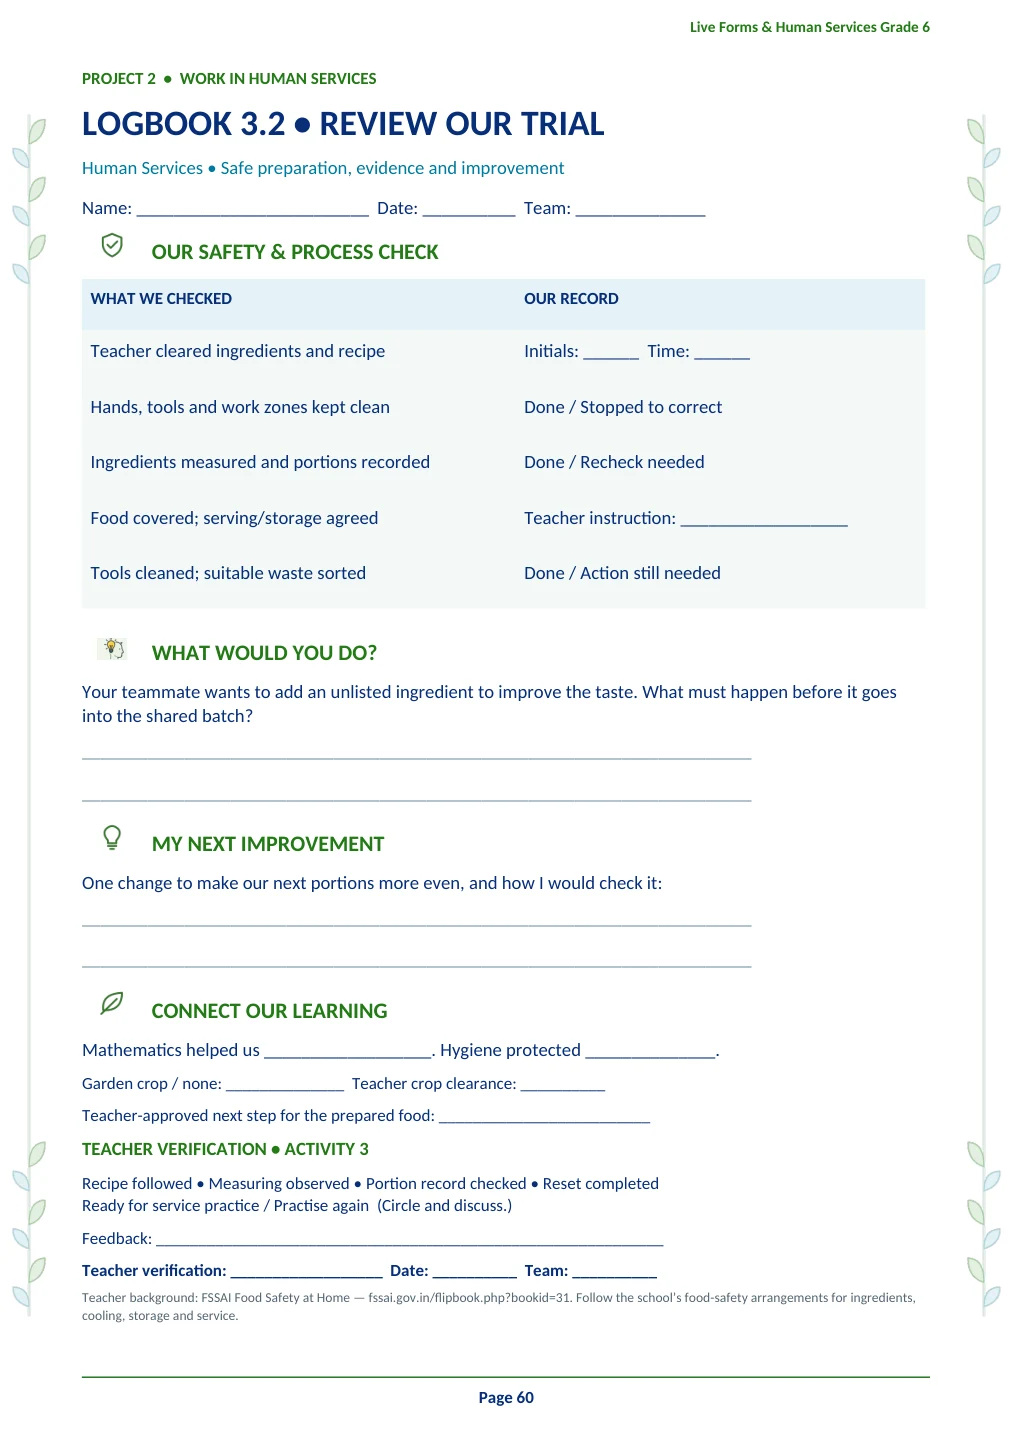 Live Forms & Human Services Grade 6
PROJECT 2 ● WORK IN HUMAN SERVICES
LOGBOOK 3.2 ● REVIEW OUR TRIAL
Human Services • Safe preparation, evidence and improvement
Name: _________________________ Date: __________ Team: ______________
OUR SAFETY & PROCESS CHECK
WHAT WE CHECKED OUR RECORD
Teacher cleared ingredients and recipe Initials: ______ Time: ______
Hands, tools and work zones kept clean Done / Stopped to correct
Ingredients measured and portions recorded Done / Recheck needed
Food covered; serving/storage agreed Teacher instruction: __________________
Tools cleaned; suitable waste sorted Done / Action still needed
WHAT WOULD YOU DO?
Your teammate wants to add an unlisted ingredient to improve the taste. What must happen before it goes
into the shared batch?
MY NEXT IMPROVEMENT
One change to make our next portions more even, and how I would check it:
CONNECT OUR LEARNING
Mathematics helped us __________________. Hygiene protected ______________.
Garden crop / none: ______________ Teacher crop clearance: __________
Teacher-approved next step for the prepared food: _________________________
TEACHER VERIFICATION ● ACTIVITY 3
Recipe followed • Measuring observed • Portion record checked • Reset completed
Ready for service practice / Practise again (Circle and discuss.)
Feedback: ____________________________________________________________
Teacher verification: __________________ Date: __________ Team: __________
Teacher background: FSSAI Food Safety at Home — fssai.gov.in/flipbook.php?bookid=31. Follow the school's food-safety arrangements for ingredients,
cooling, storage and service.
Page 60